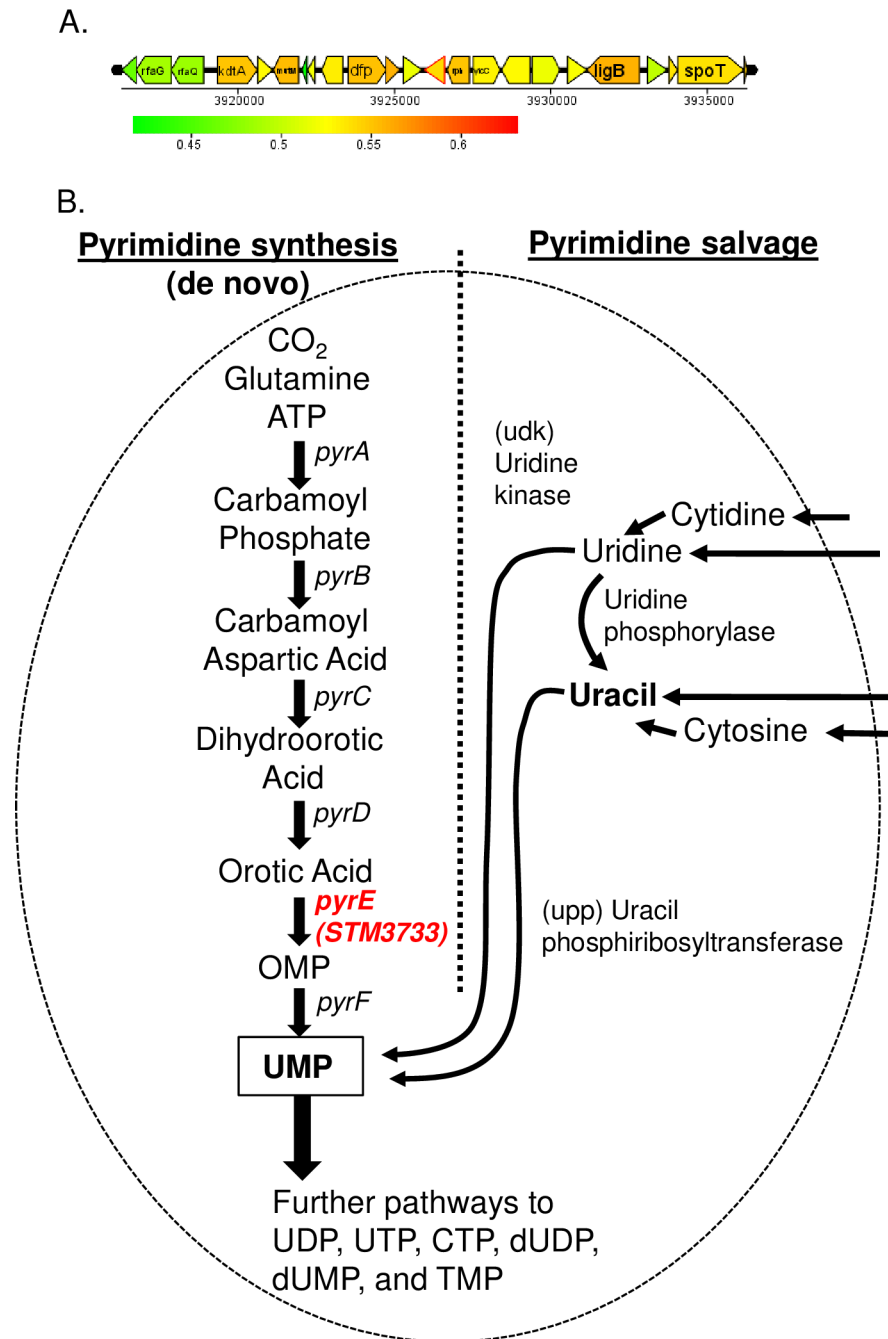 A.
rfaG rfaQ kdtA dfp ligB spoT
3920000 3925000 3930000 3935000
0.45 0.5 0.55 0.6
B.
Pyrimidine synthesis
(de novo)
Pyrimidine salvage
CO2
Glutamine
ATP
pyrA
Carbamoyl
Phosphate
pyrB
Carbamoyl
Aspartic Acid
pyrC
Dihydroorotic
Acid
pyrD
Orotic Acid
pyrE
(STM3733)
OMP
pyrF
UMP
Further pathways to
UDP, UTP, CTP, dUDP,
dUMP, and TMP
(udk)
Uridine
kinase
Cytidine
Uridine
Uridine
phosphorylase
Uracil
Cytosine
(upp) Uracil
phosphiribosyltransferase